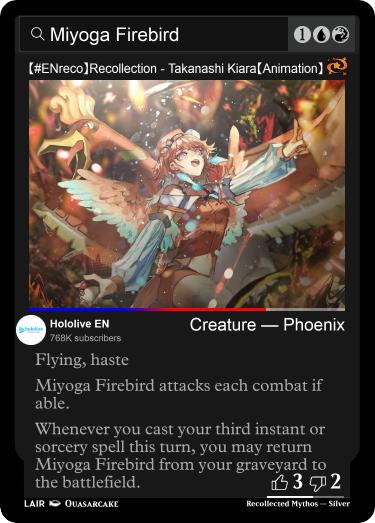 Miyoga Firebird 1
【#ENreco】Recollection - Takanashi Kiara【Animation】
Hololive EN
768K subscribers
Creature — Phoenix
Flying, haste
Miyoga Firebird attacks each combat if
able.
Whenever you cast your third instant or
sorcery spell this turn, you may return
Miyoga Firebird from your graveyard to
the battlefield.
3 2
LAIR Quasarcake
Recollected Mythos — Silver